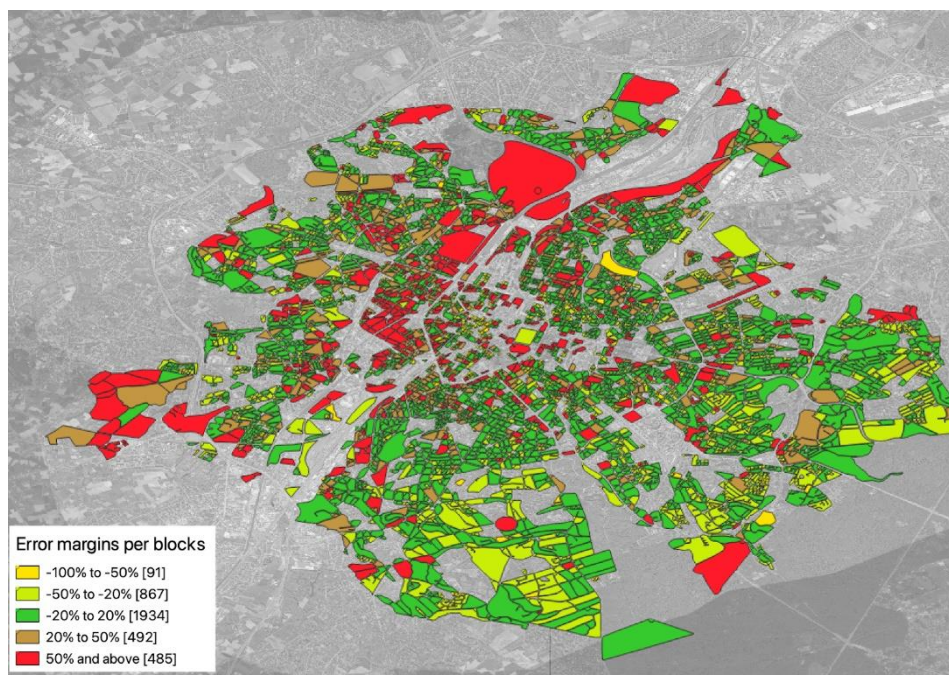 Error margins per blocks
-100% to -50% [91]
-50% to -20% [867]
-20% to 20% [1934]
20% to 50% [492]
50% and above [485]